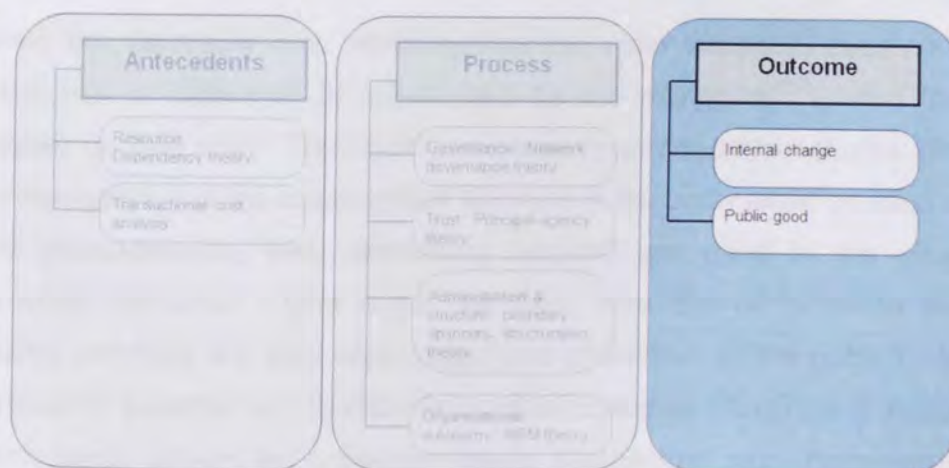 Antecedents
Resource
Dependency theory
Transactional cost
analysis
Process
Governance Network
governance theory
Trust Principal-agency
theory
Administration &
structure boundary
spanners, structuration
theory
Organisational
autonomy
theory
Outcome
Internal change
Public good